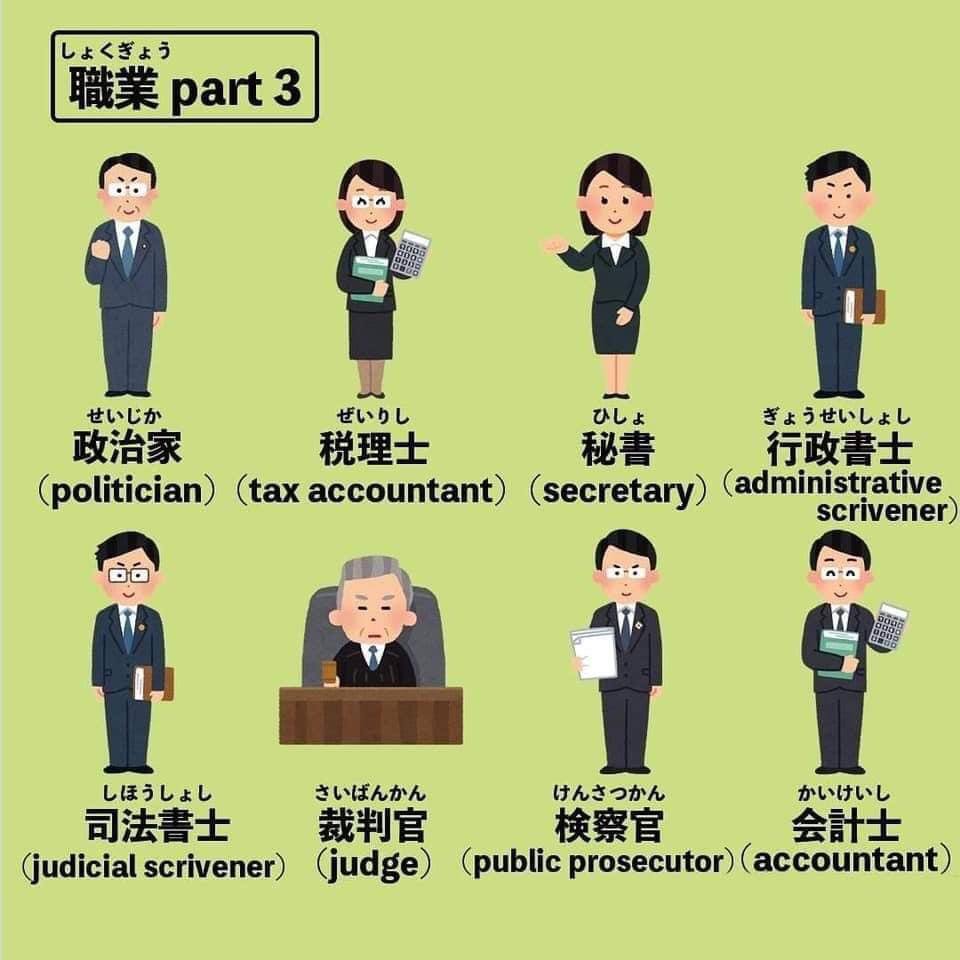 しょくぎょう
職業 part 3
せいじか
政治家
（politician）
ぜいりし
税理士
（tax accountant）
ひしょ
秘書
（secretary）
ぎょうせいしょし
行政書士
（administrative
scrivener）
しほうしょし
司法書士
（judicial scrivener）
さいばんかん
裁判官
（judge）
けんさつかん
検察官
（public prosecutor）
かいけいし
会計士
（accountant）